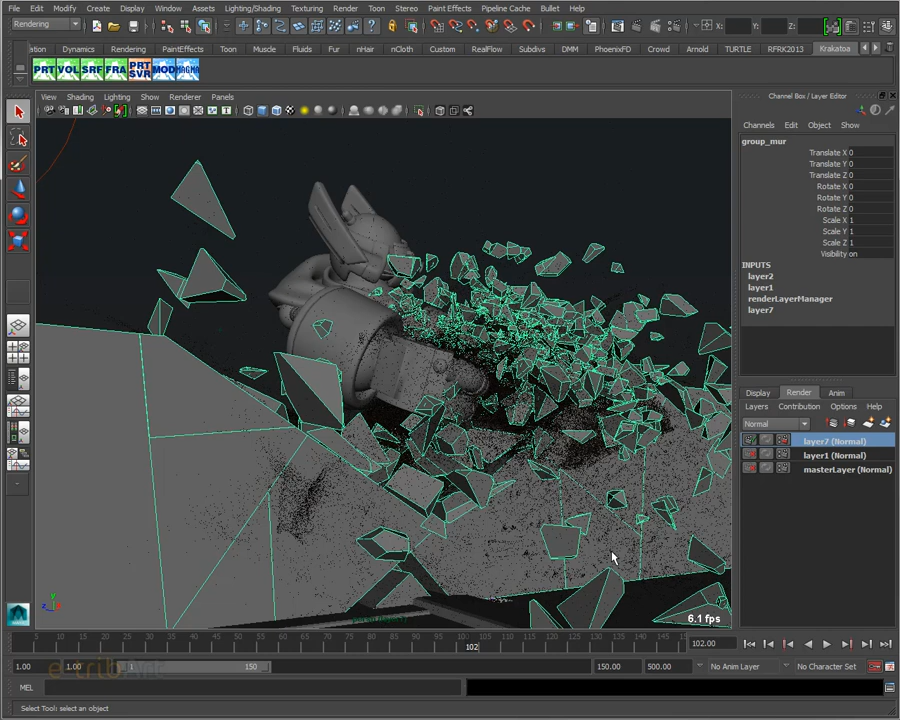 File Edit Modify Create Display Window Assets Lighting/Shading Texturing Render Toon Stereo Paint Effects Pipeline Cache Bullet Help
Rendering X: Y: Z:
ation Dynamics Rendering PaintEffects Toon Muscle Fluids Fur nHair nCloth Custom RealFlow Subdivs DMM PhoenixFD Crowd Arnold TURTLE RFRK2013 Krakatoa
PRT VOL SRF FRA PRT SVR MOD MAGMA
View Shading Lighting Show Renderer Panels
Channel Box / Layer Editor
Channels Edit Object Show
group_mur
Translate X 0
Translate Y 0
Translate Z 0
Rotate X 0
Rotate Y 0
Rotate Z 0
Scale X 1
Scale Y 1
Scale Z 1
Visibility on
INPUTS
layer2
layer1
renderLayerManager
layer7
Display Render Anim
Layers Contribution Options Help
Normal
layer7 (Normal)
layer1 (Normal)
masterLayer (Normal)
y
z
6.1 fps
5 10 15 20 25 30 35 40 45 50 55 60 65 70 75 80 85 90 95 100 105 110 115 120 125 130 135 140 145 15
102
102.00
1.00 1.00 1 150 150.00 500.00 No Anim Layer No Character Set
e-tribArt
MEL
Select Tool: select an object